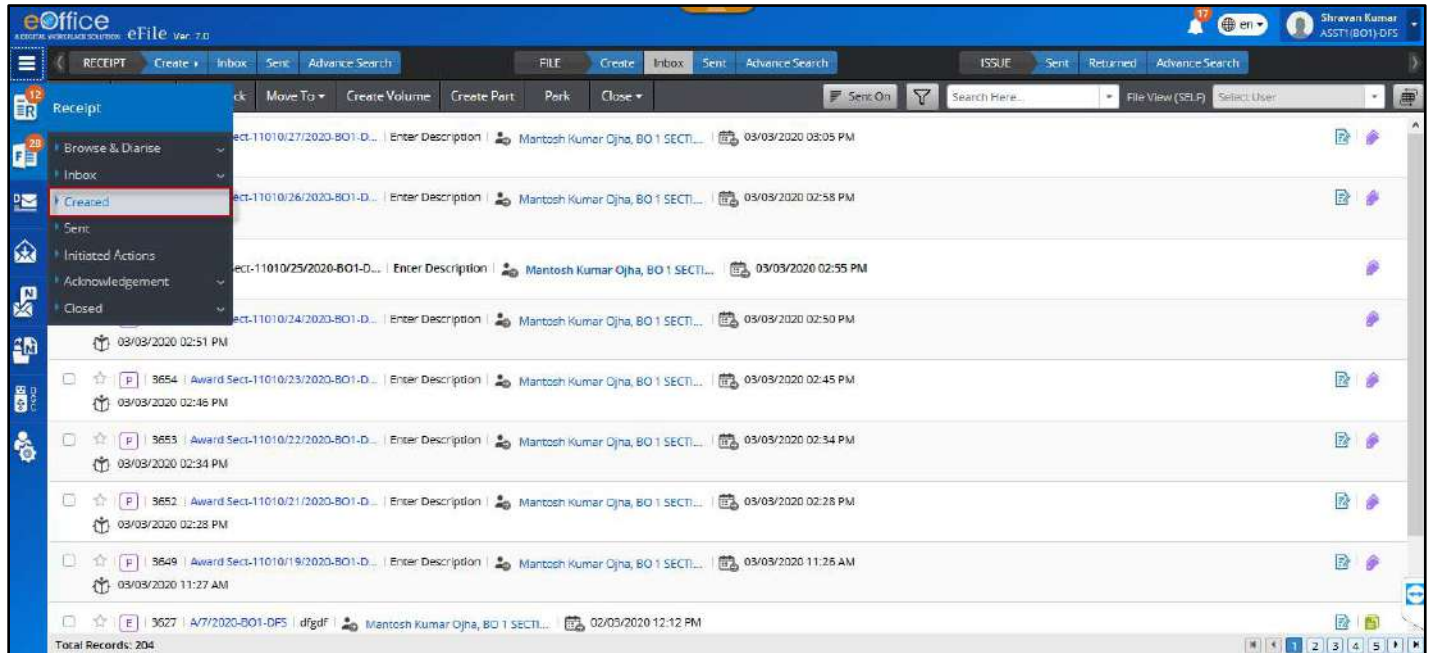 eOffice
A DIGITAL WORKPLACE SOLUTION eFile Ver. 7.0
17
en
Shravan Kumar
ASSTT(BO1)-DFS
RECEIPT Create Inbox Sent Advance Search FILE Create Inbox Sent Advance Search ISSUE Sent Returned Advance Search
ck Move To Create Volume Create Part Park Close Sent On Search Here... File View (SELF) Select User
12
Receipt
28
Browse & Diarise
Inbox
Created
Sent
Initiated Actions
Acknowledgement
Closed
ect-11010/27/2020-BO1-D... Enter Description Mantosh Kumar Ojha, BO 1 SECTI... 03/03/2020 03:05 PM
ect-11010/26/2020-BO1-D... Enter Description Mantosh Kumar Ojha, BO 1 SECTI... 03/03/2020 02:58 PM
ect-11010/25/2020-BO1-D... Enter Description Mantosh Kumar Ojha, BO 1 SECTI... 03/03/2020 02:55 PM
ect-11010/24/2020-BO1-D... Enter Description Mantosh Kumar Ojha, BO 1 SECTI... 03/03/2020 02:50 PM
03/03/2020 02:51 PM
P 3654 Award Sect-11010/23/2020-BO1-D... Enter Description Mantosh Kumar Ojha, BO 1 SECTI... 03/03/2020 02:45 PM
03/03/2020 02:46 PM
P 3653 Award Sect-11010/22/2020-BO1-D... Enter Description Mantosh Kumar Ojha, BO 1 SECTI... 03/03/2020 02:34 PM
03/03/2020 02:34 PM
P 3652 Award Sect-11010/21/2020-BO1-D... Enter Description Mantosh Kumar Ojha, BO 1 SECTI... 03/03/2020 02:28 PM
03/03/2020 02:28 PM
P 3649 Award Sect-11010/19/2020-BO1-D... Enter Description Mantosh Kumar Ojha, BO 1 SECTI... 03/03/2020 11:26 AM
03/03/2020 11:27 AM
E 3627 A/7/2020-BO1-DFS dfgdF Mantosh Kumar Ojha, BO 1 SECTI... 02/03/2020 12:12 PM
Total Records: 204
1 2 3 4 5